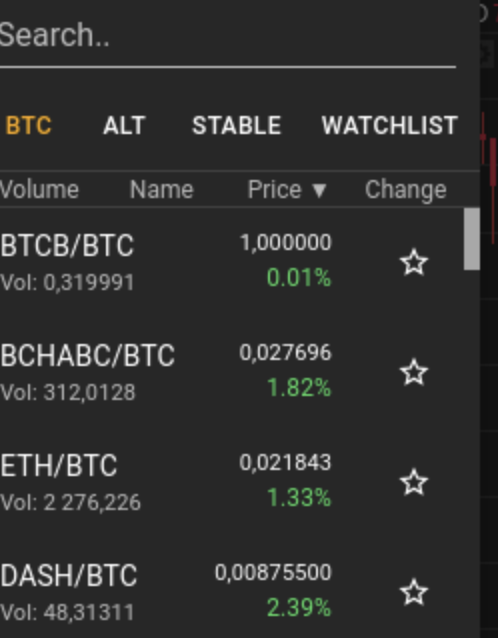 Search..
BTC ALT STABLE WATCHLIST
Volume Name Price ▼ Change
BTCB/BTC 1,000000
Vol: 0,319991 0.01%
BCHABC/BTC 0,027696
Vol: 312,0128 1.82%
ETH/BTC 0,021843
Vol: 2 276,226 1.33%
DASH/BTC 0,00875500
Vol: 48,31311 2.39%